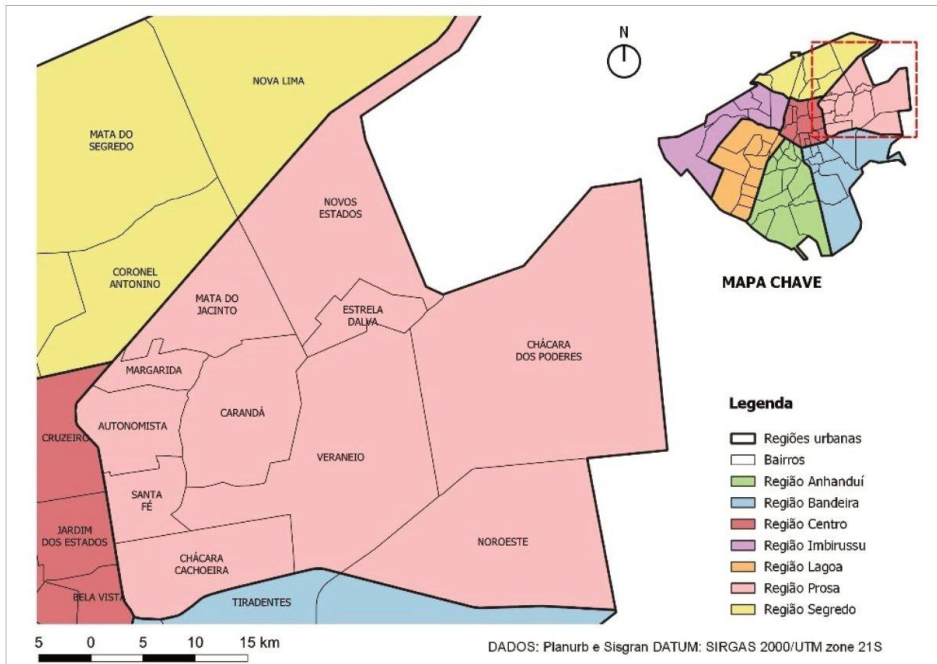 NOVA LIMA
N
MATA DO
SEGREDO
NOVOS
ESTADOS
CORONEL
ANTONINO
MAPA CHAVE
MATA DO
JACINTO
ESTRELA
DALVA
CHÁCARA
DOS PODERES
MARGARIDA
CARANDÁ
AUTONOMISTA
CRUZEIRO
VERANEIO
SANTA
FÉ
JARDIM
DOS ESTADOS
NOROESTE
CHÁCARA
CACHOEIRA
BELA VISTA
TIRADENTES
Legenda
Regiões urbanas
Bairros
Região Anhanduí
Região Bandeira
Região Centro
Região Imbirussu
Região Lagoa
Região Prosa
Região Segredo
5 0 5 10 15 km
DADOS: Planurb e Sisgran DATUM: SIRGAS 2000/UTM zone 21S